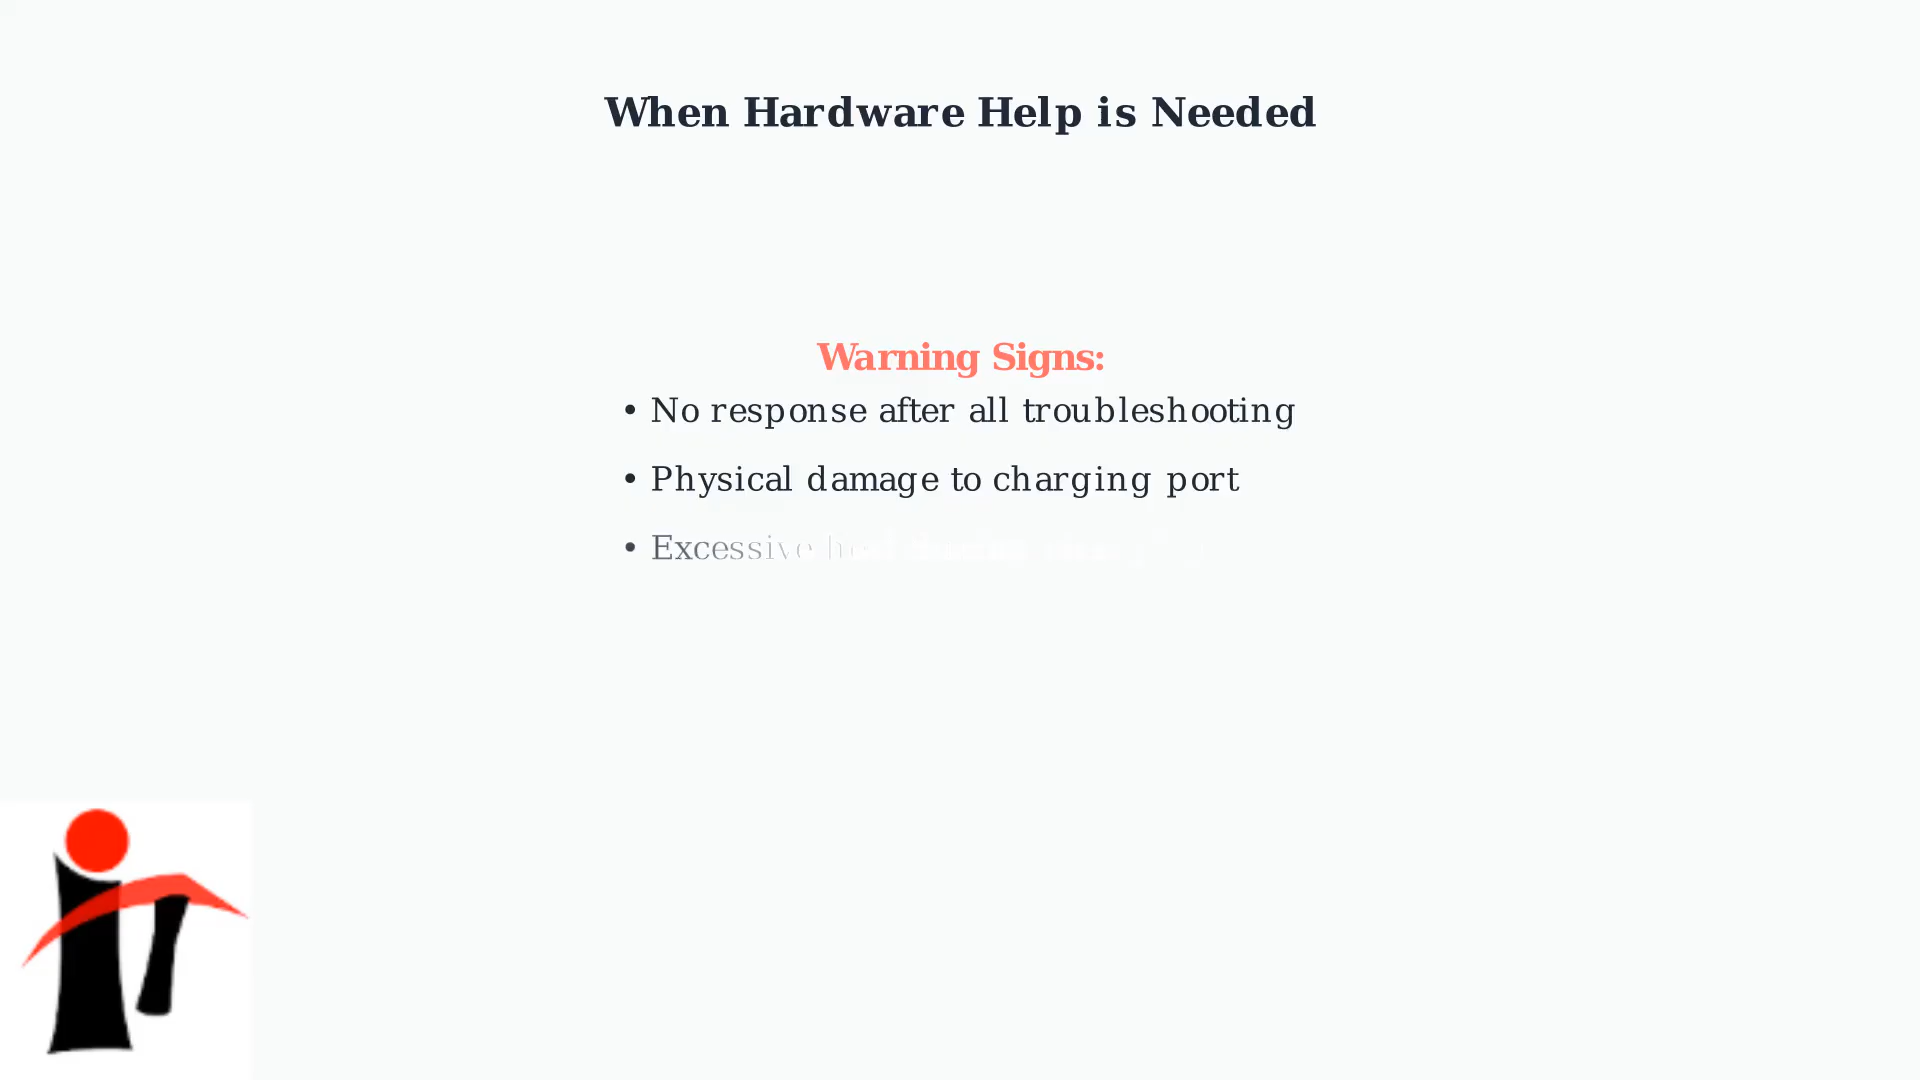 When Hardware Help is Needed
Warning Signs:
• No response after all troubleshooting
• Physical damage to charging port
• Excessive